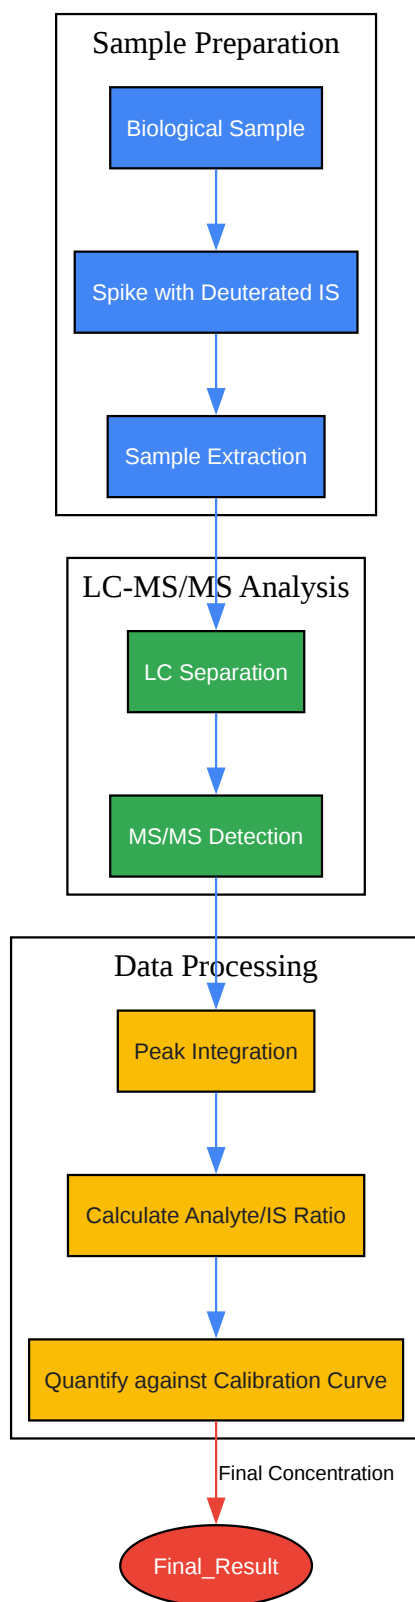 Sample Preparation
Biological Sample
Spike with Deuterated IS
Sample Extraction
LC-MS/MS Analysis
LC Separation
MS/MS Detection
Data Processing
Peak Integration
Calculate Analyte/IS Ratio
Quantify against Calibration Curve
Final Concentration
Final_Result